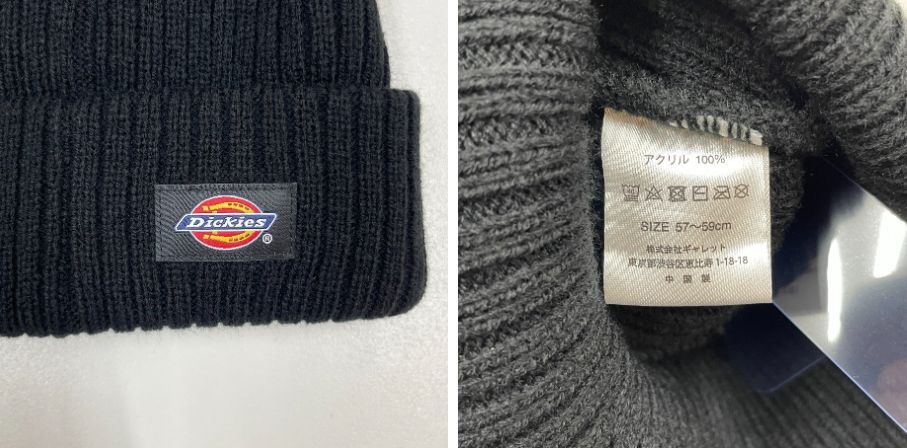 Dickies
®
アクリル 100%
SIZE 57〜59cm
株式会社ギャレット
東京都渋谷区恵比寿 1-18-18
中 国 製